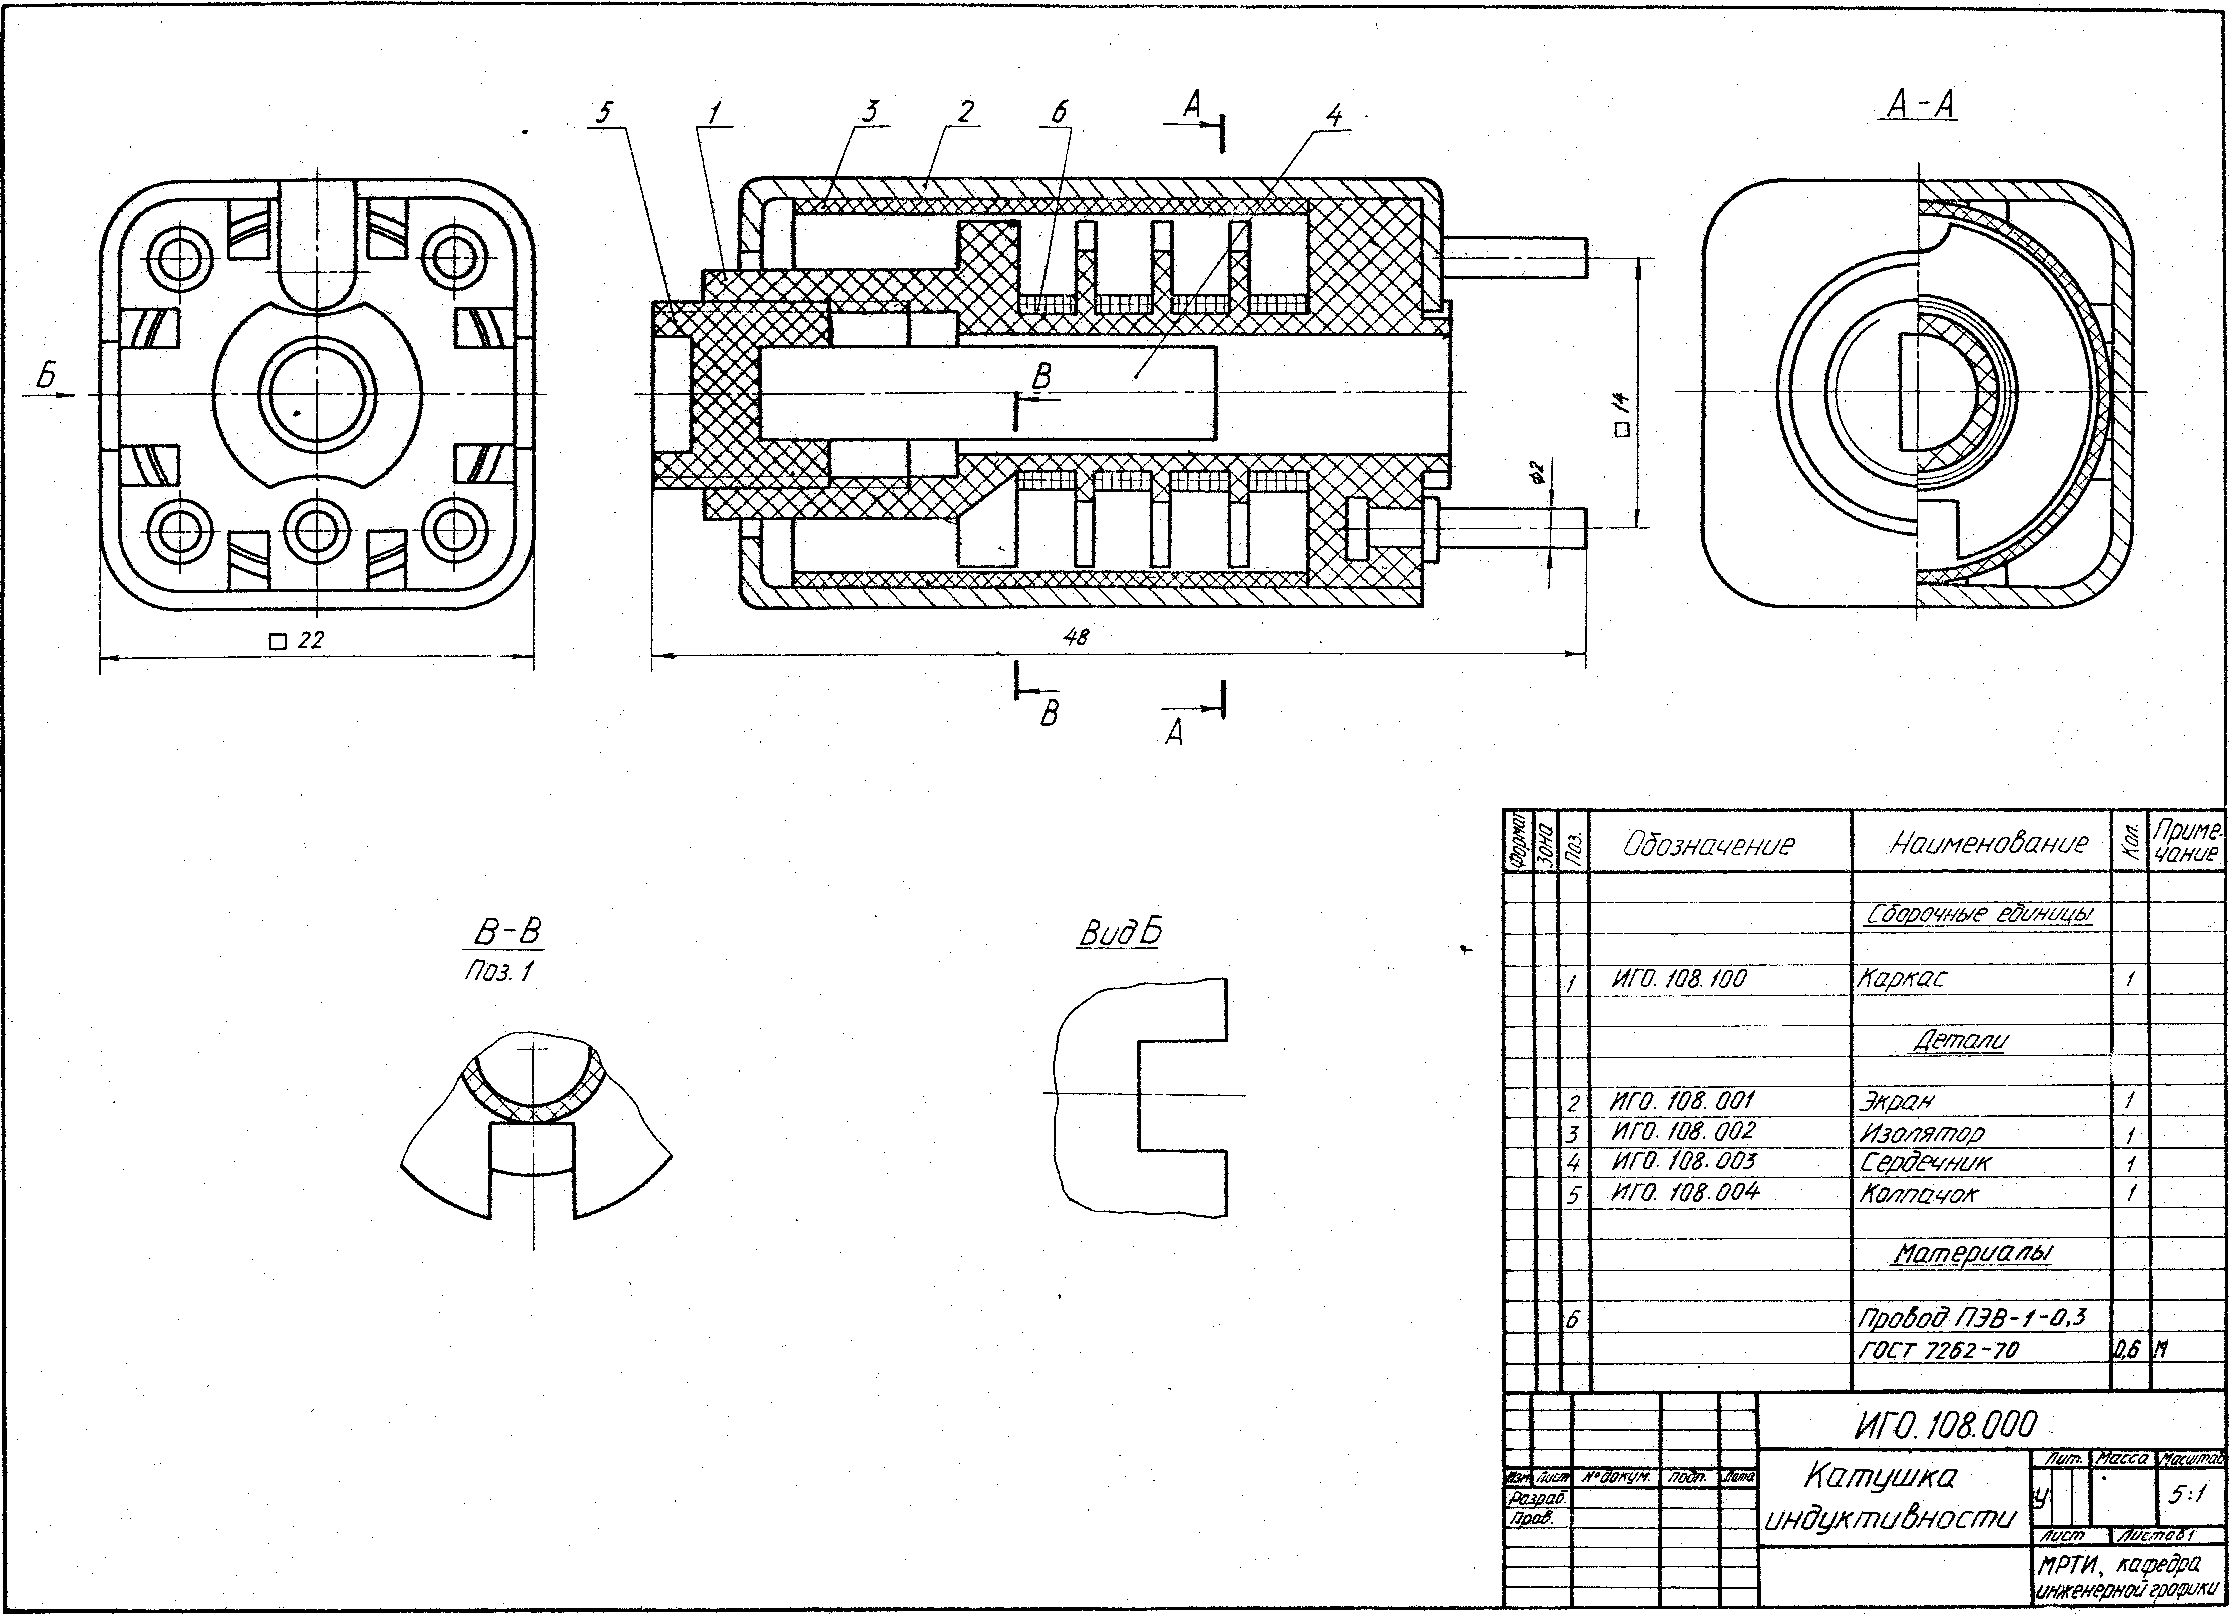 5 1 3 2 6 А 4 А-А
Б
В
□ 14
ϕ2
□ 22
48
В А
В-В
Поз. 1
Вид Б
Формат Зона Поз. Обозначение Наименование Кол. Приме-
чание
Сборочные единицы
1 ИГО. 108. 100 Каркас 1
Детали
2 ИГО. 108. 001 Экран 1
3 ИГО. 108. 002 Изолятор 1
4 ИГО. 108. 003 Сердечник 1
5 ИГО. 108. 004 Колпачок 1
Материалы
6 Провод ПЭВ-1-0,3
ГОСТ 7262-70 0,6 М
ИГО. 108.000
Изм Лист № докум. Подп. Дата
Разраб.
Пров.
Катушка
индуктивности
Лит. Масса Масштаб
У 5:1
Лист Листов 1
МРТИ, кафедра
инженерной графики